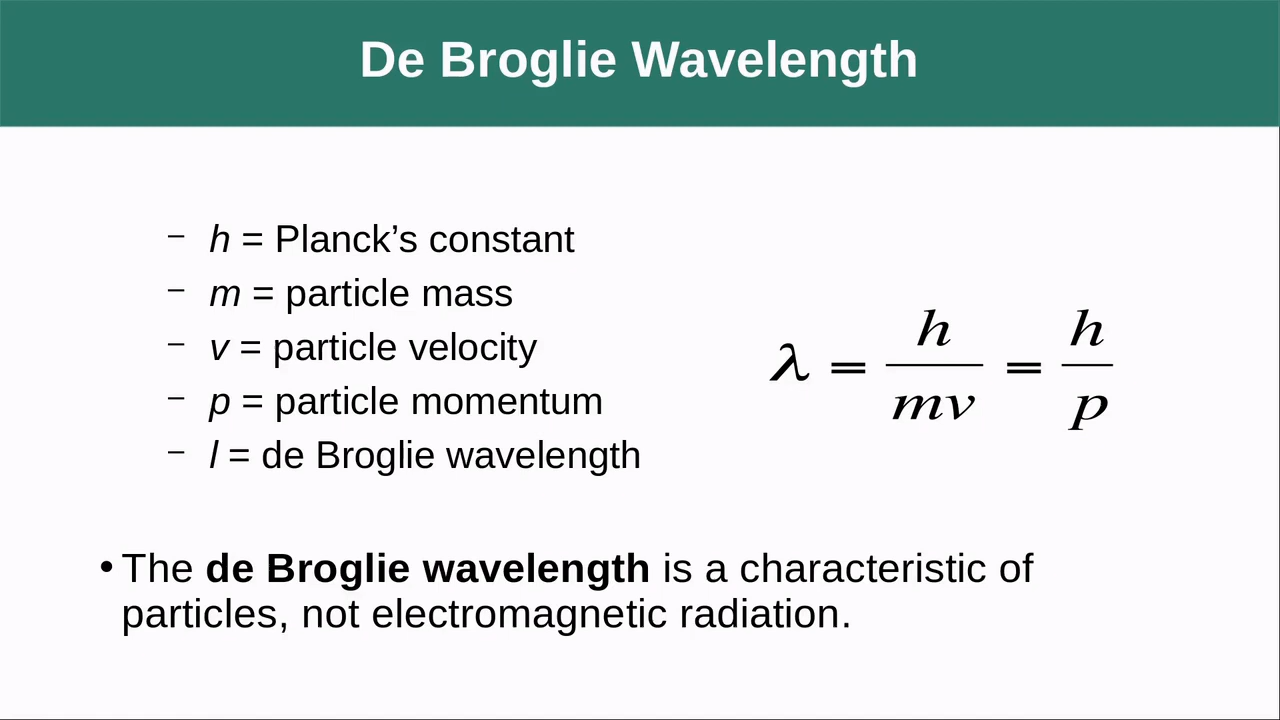 De Broglie Wavelength
– h = Planck’s constant
– m = particle mass
– v = particle velocity
– p = particle momentum
– l = de Broglie wavelength
λ = h/mv = h/p
• The de Broglie wavelength is a characteristic of
particles, not electromagnetic radiation.